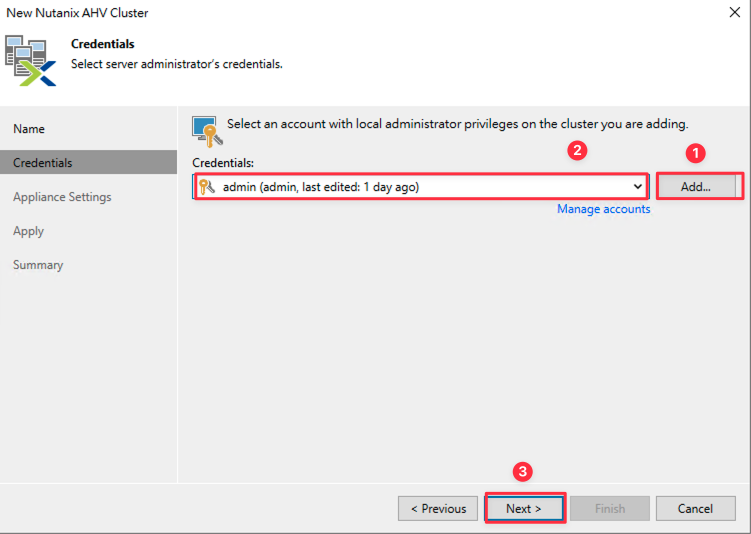 New Nutanix AHV Cluster
Credentials
Select server administrator's credentials.
Name
Credentials
Appliance Settings
Apply
Summary
Select an account with local administrator privileges on the cluster you are adding.
2
1
Credentials:
admin (admin, last edited: 1 day ago)
Add...
Manage accounts
3
< Previous
Next >
Finish
Cancel